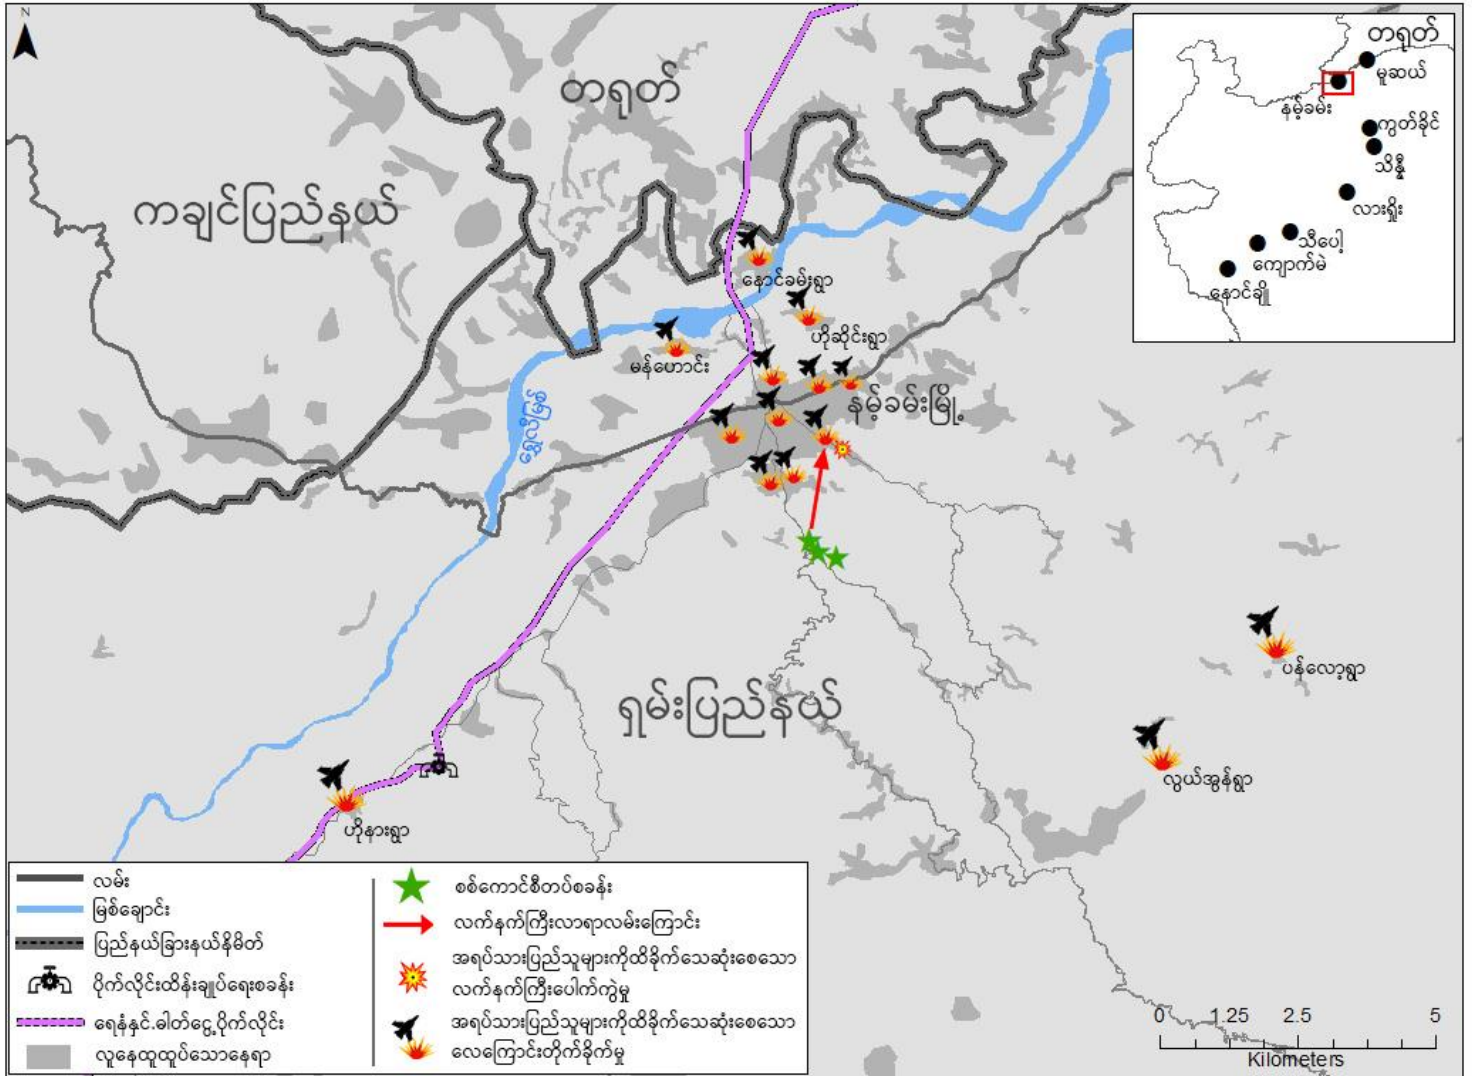 N
တရုတ်
ကချင်ပြည်နယ်
နောင်ခမ်းရွာ
ဟိုဆိုင်းရွာ
မန်ဟောင်း
နမ့်ခမ်းမြို့
ရွှေလီမြစ်
ရှမ်းပြည်နယ်
ပန်လော့ရွာ
လွယ်အွန်ရွာ
ဟိုနားရွာ
တရုတ်
မူဆယ်
နမ့်ခမ်း
ကွတ်ခိုင်
သိန္နီ
လားရှိုး
သီပေါ့
ကျောက်မဲ
နောင်ချို
လမ်း
မြစ်ချောင်း
ပြည်နယ်ခြားနယ်နိမိတ်
ပိုက်လိုင်းထိန်းချုပ်ရေးစခန်း
ရေနံနှင့်.ဓါတ်ငွေ့ပိုက်လိုင်း
လူနေထူထပ်သောနေရာ
စစ်ကောင်စီတပ်စခန်း
လက်နက်ကြီးလာရာလမ်းကြောင်း
အရပ်သားပြည်သူများကိုထိခိုက်သေဆုံးစေသော
လက်နက်ကြီးပေါက်ကွဲမှု
အရပ်သားပြည်သူများကိုထိခိုက်သေဆုံးစေသော
လေကြောင်းတိုက်ခိုက်မှု
0 1.25 2.5 5
Kilometers